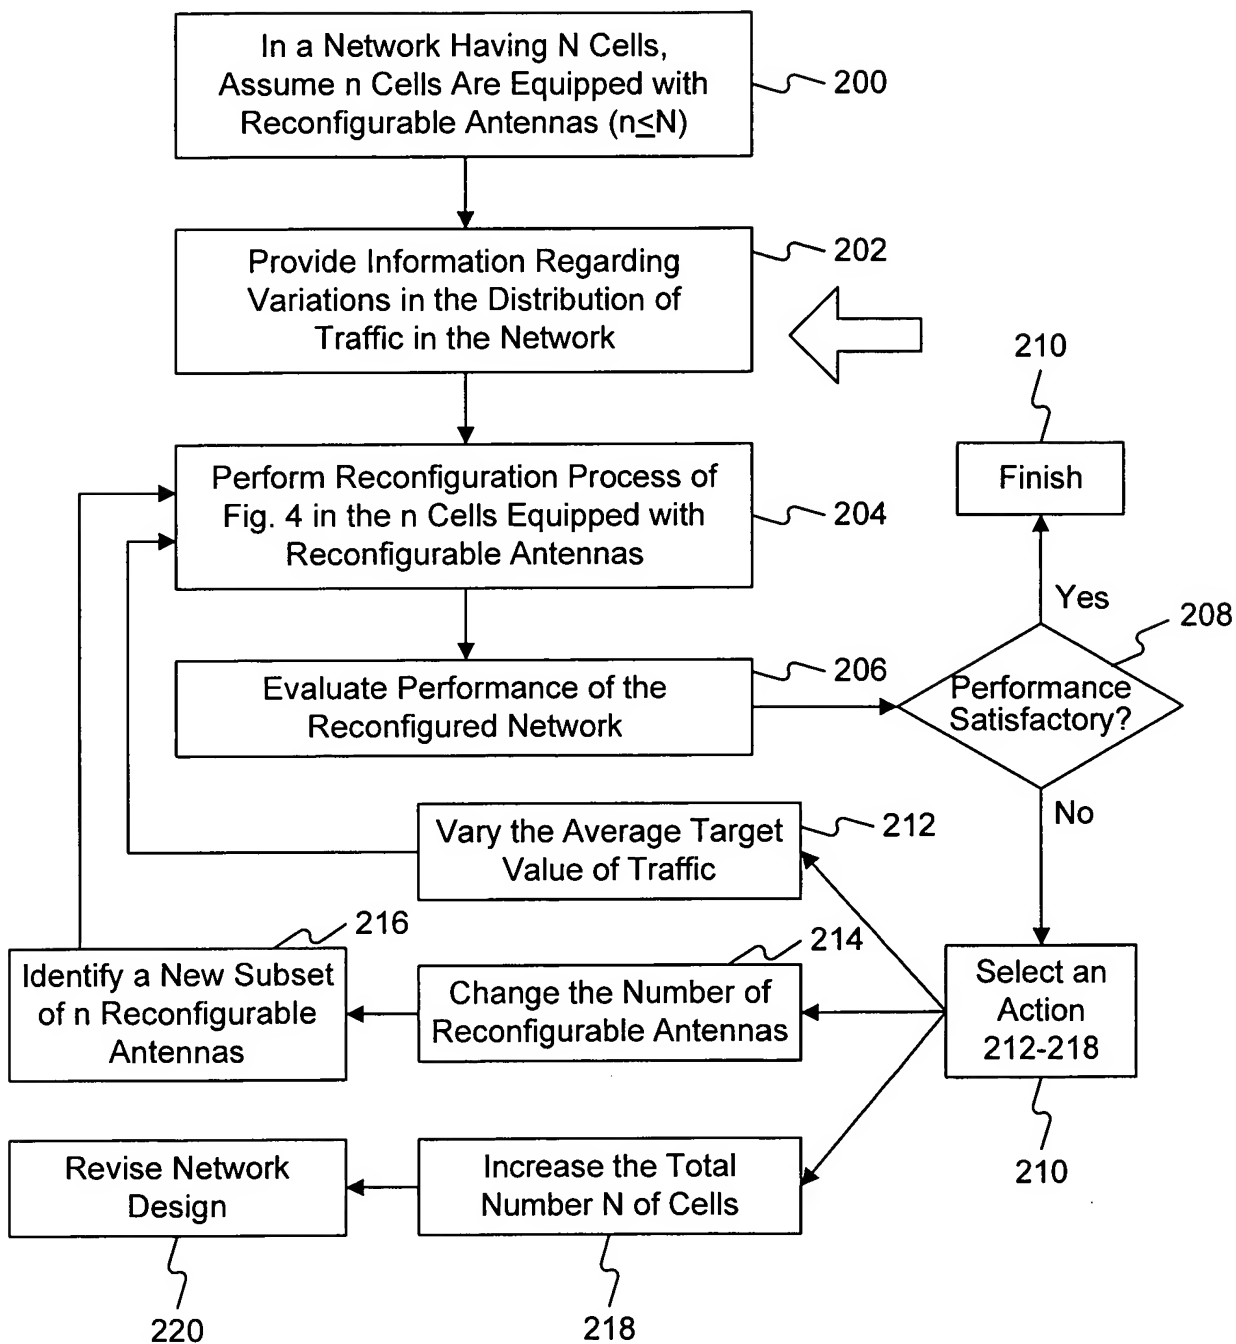 In a Network Having N Cells,
Assume n Cells Are Equipped with
Reconfigurable Antennas (n≤N)
200
Provide Information Regarding
Variations in the Distribution of
Traffic in the Network
202
Perform Reconfiguration Process of
Fig. 4 in the n Cells Equipped with
Reconfigurable Antennas
204
210
Finish
Yes
208
Evaluate Performance of the
Reconfigured Network
206
Performance
Satisfactory?
No
Vary the Average Target
Value of Traffic
212
216
Identify a New Subset
of n Reconfigurable
Antennas
214
Change the Number of
Reconfigurable Antennas
Select an
Action
212-218
210
Revise Network
Design
220
Increase the Total
Number N of Cells
218